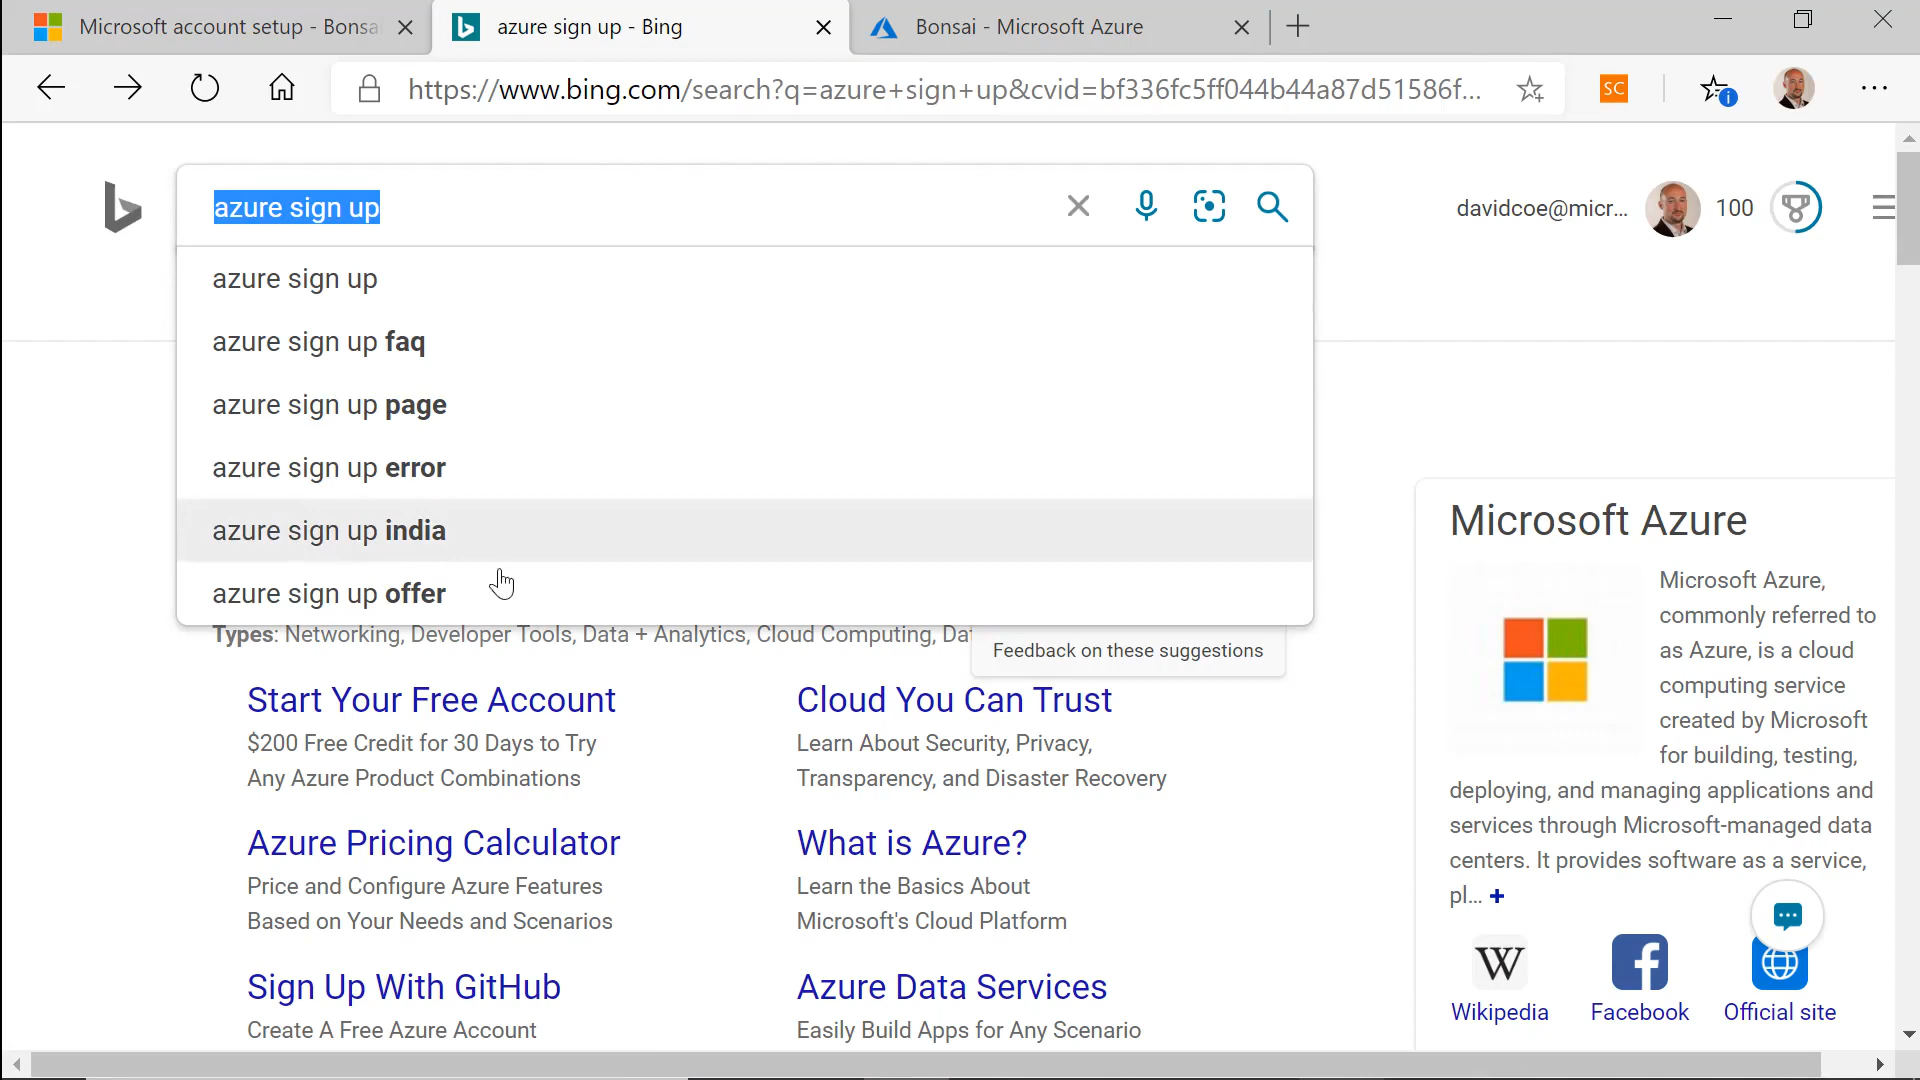 Microsoft account setup - Bonsa
azure sign up - Bing
Bonsai - Microsoft Azure
https://www.bing.com/search?q=azure+sign+up&cvid=bf336fc5ff044b44a87d51586f...
SC
azure sign up
davidcoe@micr...
100
azure sign up
azure sign up faq
azure sign up page
azure sign up error
azure sign up india
azure sign up offer
Types: Networking, Developer Tools, Data + Analytics, Cloud Computing, Da
Feedback on these suggestions
Start Your Free Account
$200 Free Credit for 30 Days to Try
Any Azure Product Combinations
Cloud You Can Trust
Learn About Security, Privacy,
Transparency, and Disaster Recovery
Azure Pricing Calculator
Price and Configure Azure Features
Based on Your Needs and Scenarios
What is Azure?
Learn the Basics About
Microsoft's Cloud Platform
Sign Up With GitHub
Create A Free Azure Account
Azure Data Services
Easily Build Apps for Any Scenario
Microsoft Azure
Microsoft Azure,
commonly referred to
as Azure, is a cloud
computing service
created by Microsoft
for building, testing,
deploying, and managing applications and
services through Microsoft-managed data
centers. It provides software as a service,
pl... +
W
Wikipedia
Facebook
Official site